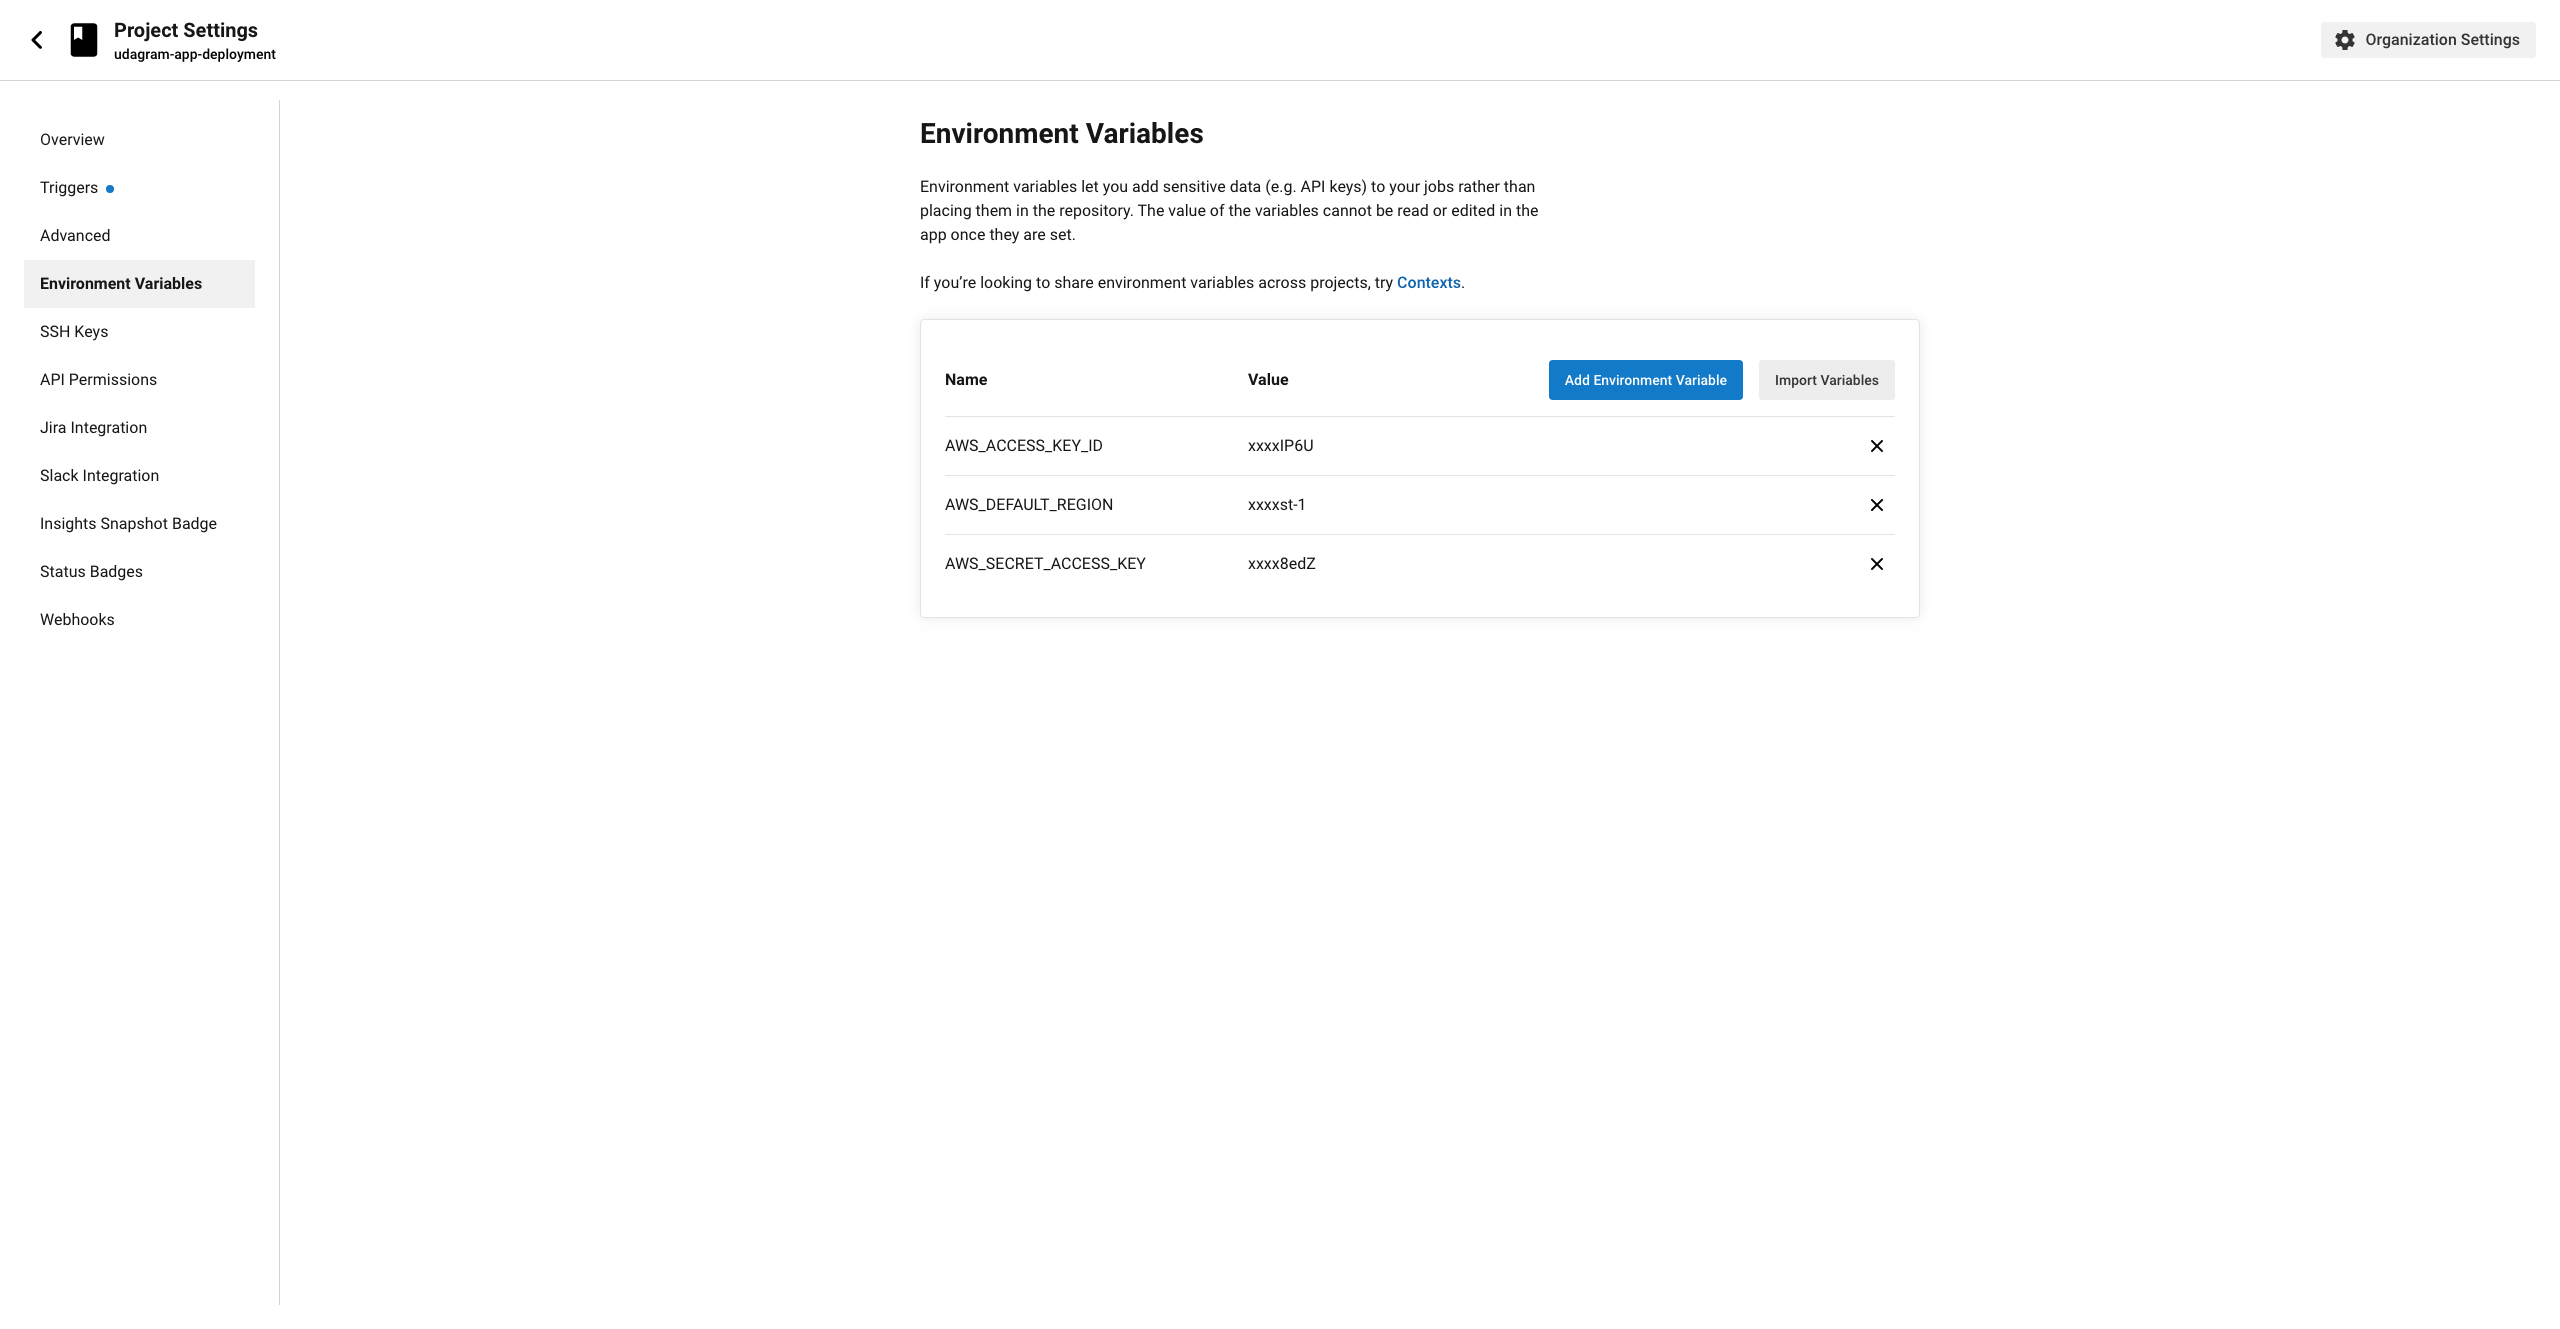 Project Settings
udagram-app-deployment
Organization Settings
Overview
Triggers
Advanced
Environment Variables
SSH Keys
API Permissions
Jira Integration
Slack Integration
Insights Snapshot Badge
Status Badges
Webhooks
Environment Variables
Environment variables let you add sensitive data (e.g. API keys) to your jobs rather than
placing them in the repository. The value of the variables cannot be read or edited in the
app once they are set.
If you’re looking to share environment variables across projects, try Contexts.
Name Value Add Environment Variable Import Variables
AWS_ACCESS_KEY_ID xxxxIP6U
AWS_DEFAULT_REGION xxxxst-1
AWS_SECRET_ACCESS_KEY xxxx8edZ